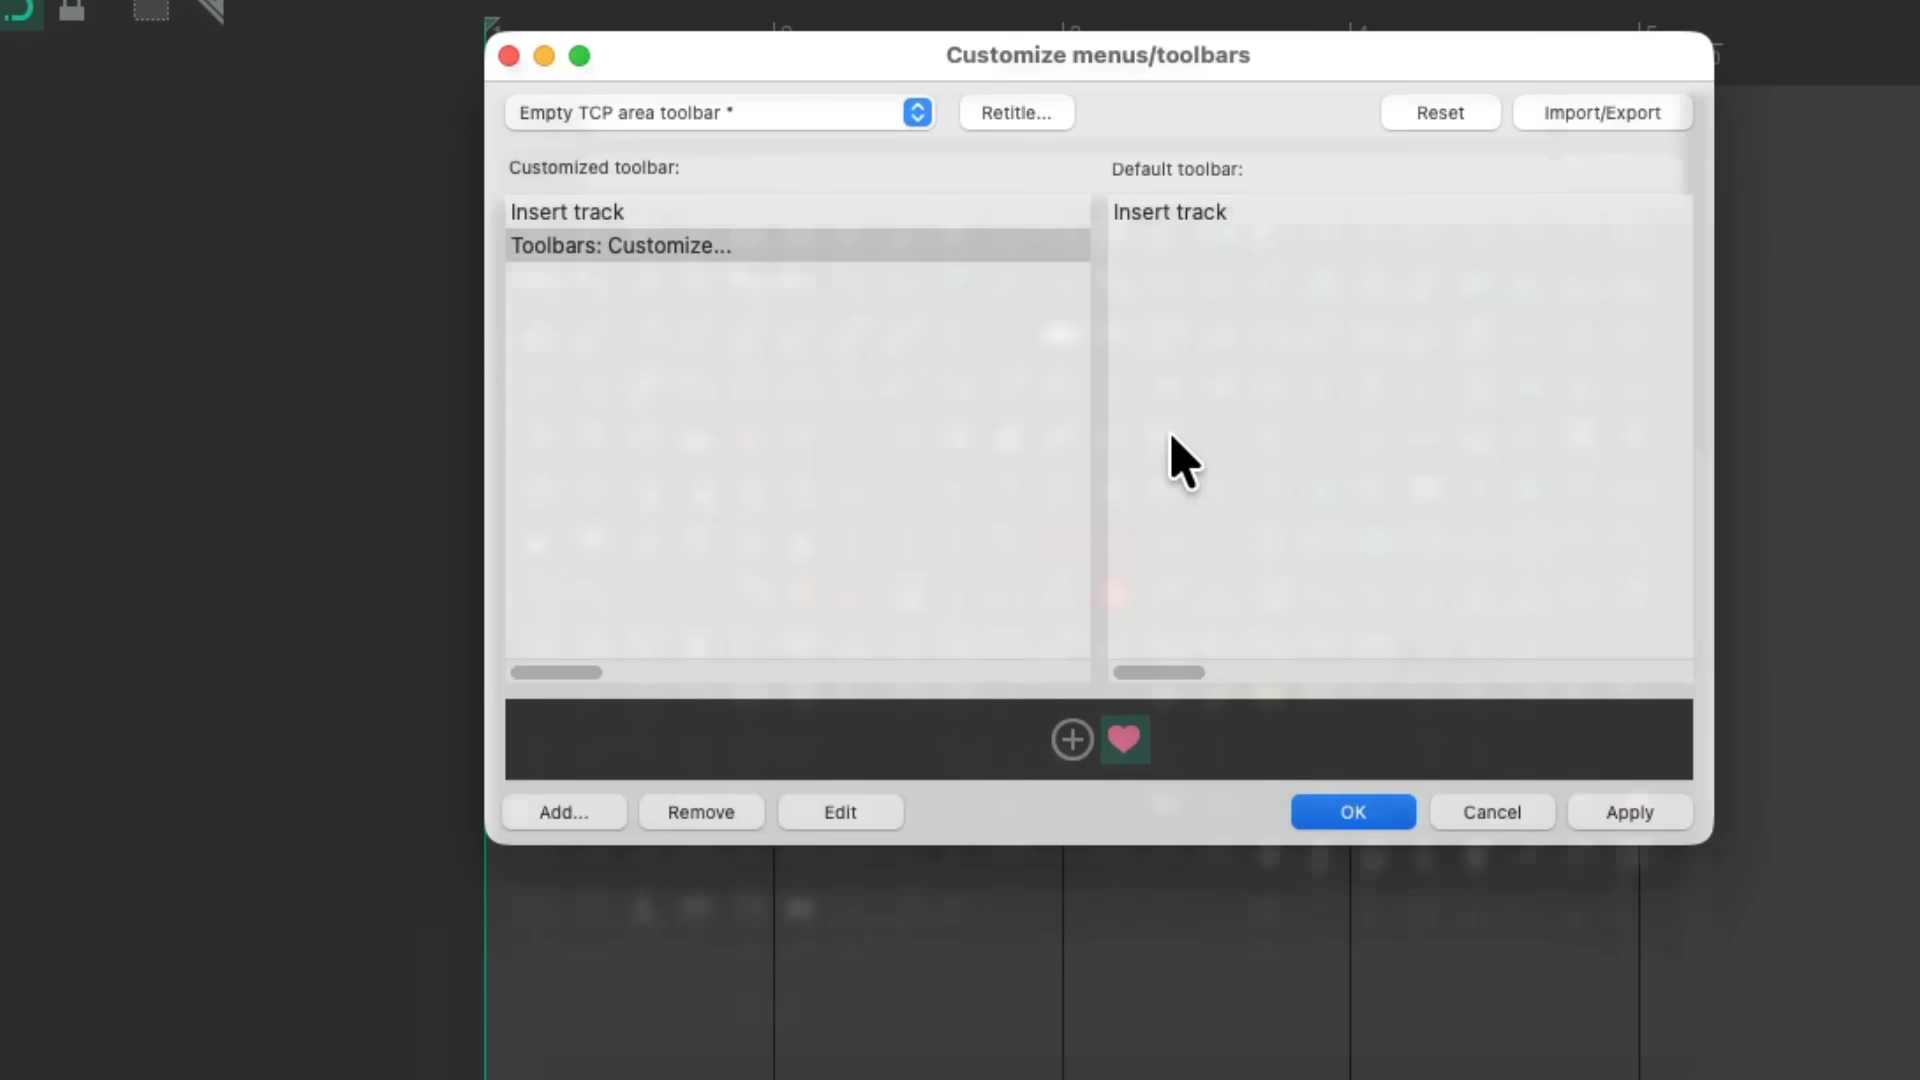 Customize menus/toolbars
Empty TCP area toolbar *
Retitle...
Reset
Import/Export
Customized toolbar:
Default toolbar:
Insert track
Insert track
Toolbars: Customize...
Add...
Remove
Edit
OK
Cancel
Apply